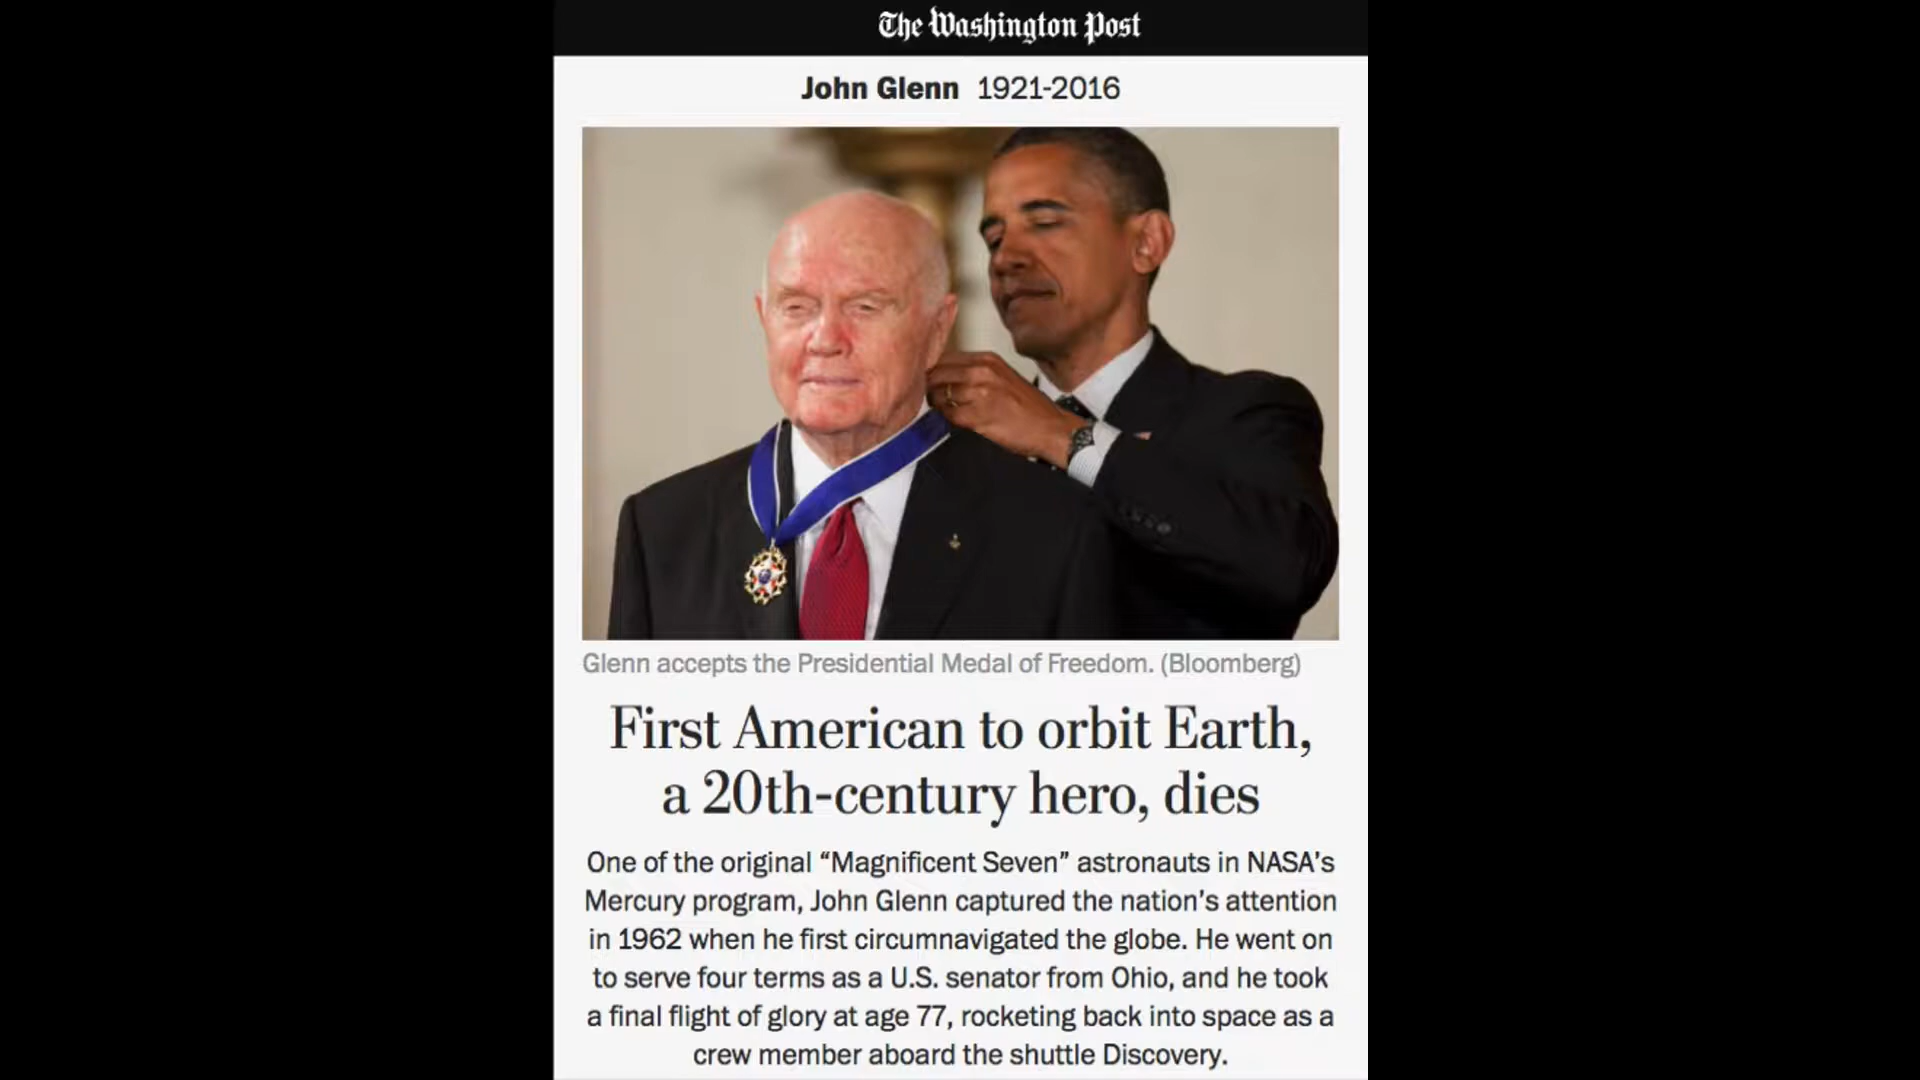 The Washington Post
John Glenn 1921-2016
Glenn accepts the Presidential Medal of Freedom. (Bloomberg)
First American to orbit Earth,
a 20th-century hero, dies
One of the original “Magnificent Seven” astronauts in NASA’s
Mercury program, John Glenn captured the nation’s attention
in 1962 when he first circumnavigated the globe. He went on
to serve four terms as a U.S. senator from Ohio, and he took
a final flight of glory at age 77, rocketing back into space as a
crew member aboard the shuttle Discovery.